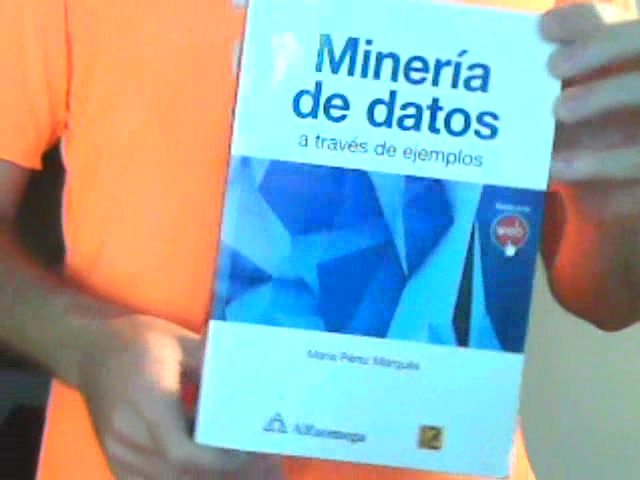 Minería
de datos
a través de ejemplos
web
María Pérez Marqués
Alfaomega